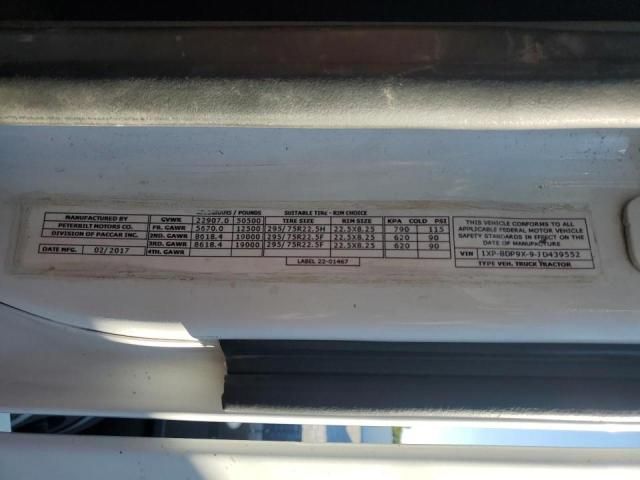 KILOGRAMS / POUNDS SUITABLE TIRE - RIM CHOICE
MANUFACTURED BY GVWR 22907.0 50500 TIRE SIZE RIM SIZE KPA COLD PSI
PETERBILT MOTORS CO. FR. GAWR 5670.0 12500 295/75R22.5H 22.5X8.25 790 115
DIVISION OF PACCAR INC. 2ND. GAWR 8618.4 19000 295/75R22.5F 22.5X8.25 620 90
DATE MFG. 02/2017 3RD. GAWR 8618.4 19000 295/75R22.5F 22.5X8.25 620 90
4TH. GAWR
LABEL 22-01467
THIS VEHICLE CONFORMS TO ALL
APPLICABLE FEDERAL MOTOR VEHICLE
SAFETY STANDARDS IN EFFECT ON THE
DATE OF MANUFACTURE
VIN 1XP-BDP9X-9-JD439552
TYPE VEH. TRUCK TRACTOR